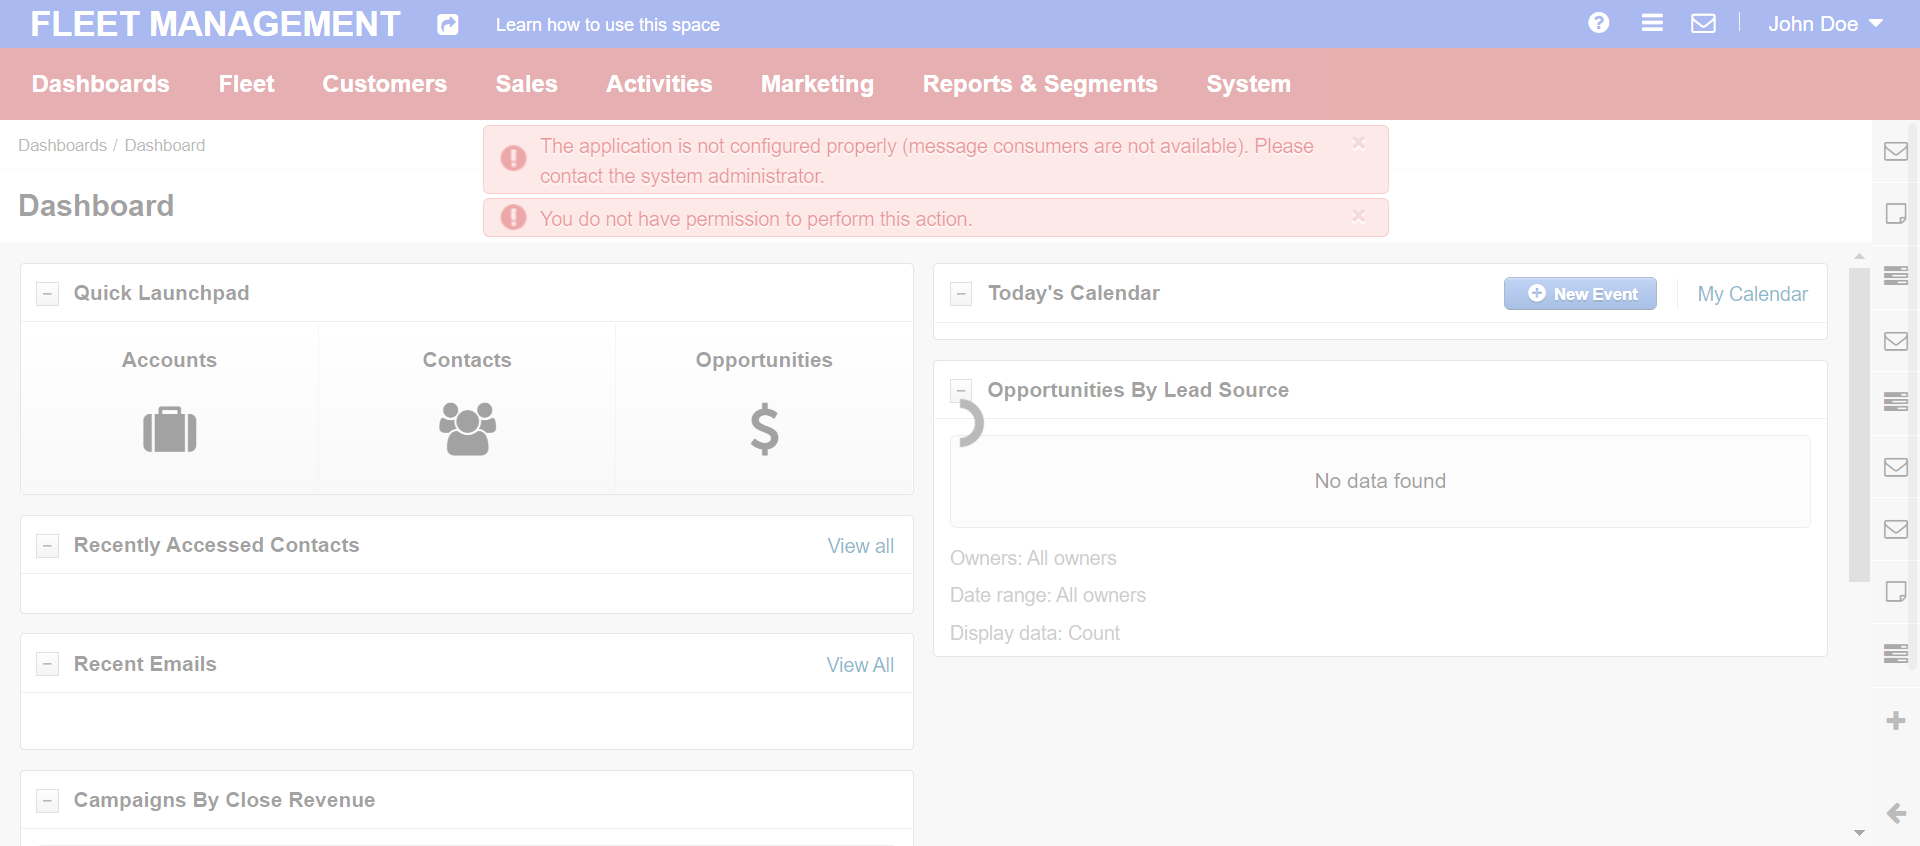 FLEET MANAGEMENT
Learn how to use this space
John Doe
Dashboards Fleet Customers Sales Activities Marketing Reports & Segments System
Dashboards / Dashboard
The application is not configured properly (message consumers are not available). Please
contact the system administrator.
You do not have permission to perform this action.
Dashboard
Quick Launchpad
Accounts Contacts Opportunities
Recently Accessed Contacts View all
Recent Emails View All
Campaigns By Close Revenue
Today's Calendar New Event My Calendar
Opportunities By Lead Source
No data found
Owners: All owners
Date range: All owners
Display data: Count